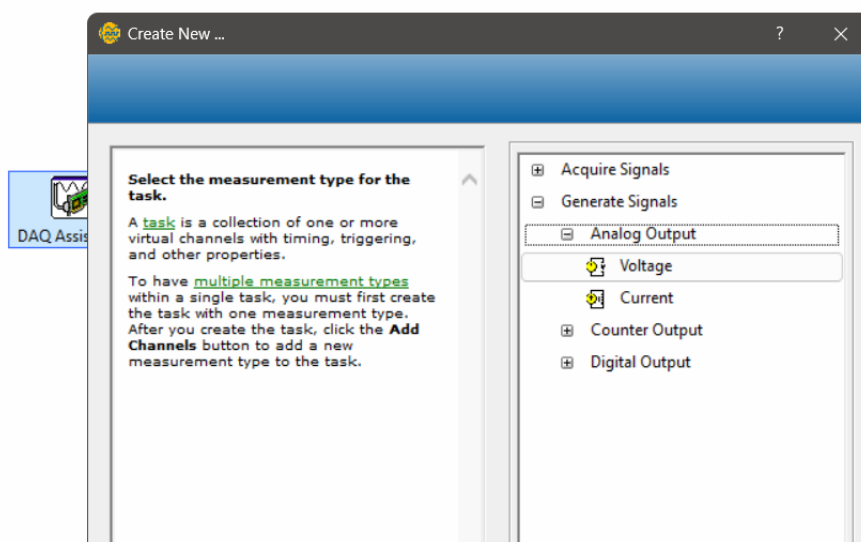 Create New ...
?
DAQ Assis
Select the measurement type for the
task.
A task is a collection of one or more
virtual channels with timing, triggering,
and other properties.
To have multiple measurement types
within a single task, you must first create
the task with one measurement type.
After you create the task, click the Add
Channels button to add a new
measurement type to the task.
Acquire Signals
Generate Signals
Analog Output
Voltage
Current
Counter Output
Digital Output